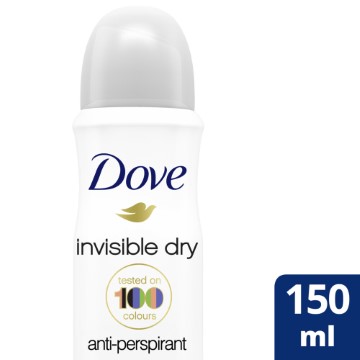 Dove
invisible dry
tested on
100
colours
anti-perspirant
150
ml